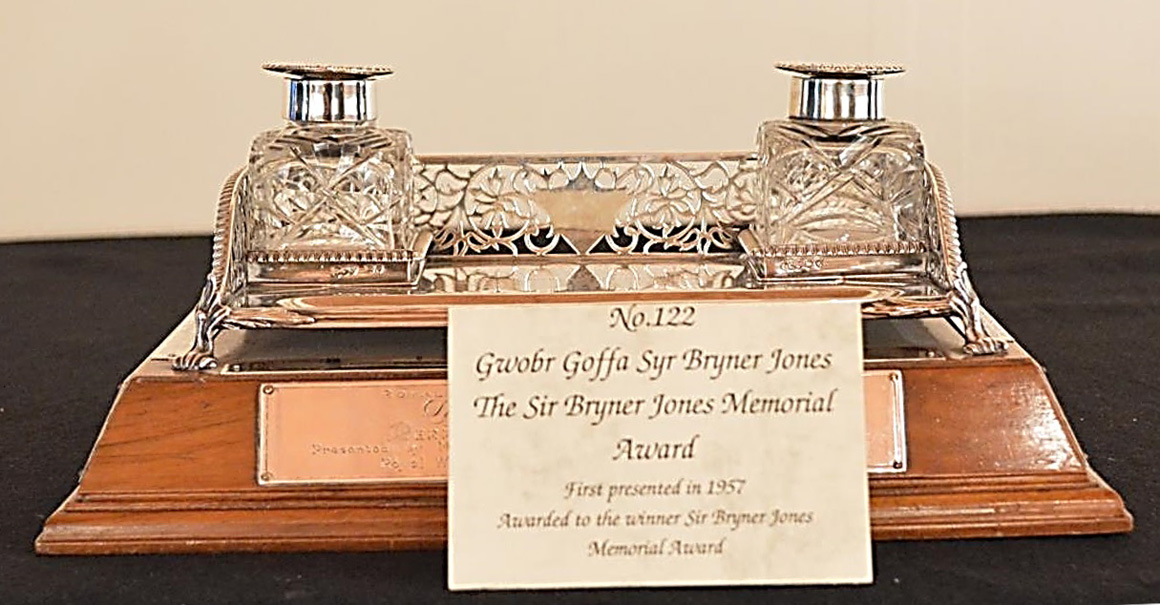 No.122
Gwobr Goffa Syr Bryner Jones
The Sir Bryner Jones Memorial
Award
First presented in 1957
Awarded to the winner Sir Bryner Jones
Memorial Award
Presented